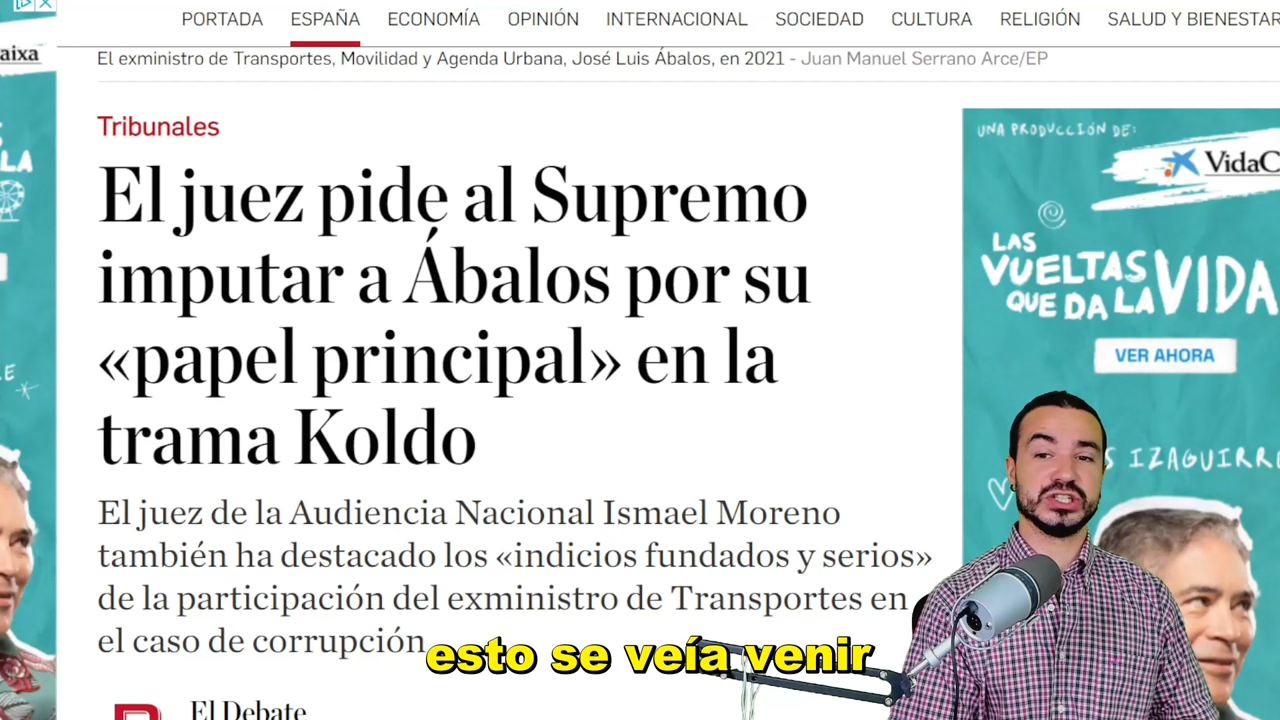 PORTADA ESPAÑA ECONOMÍA OPINIÓN INTERNACIONAL SOCIEDAD CULTURA RELIGIÓN SALUD Y BIENESTAR
El exministro de Transportes, Movilidad y Agenda Urbana, José Luis Ábalos, en 2021 - Juan Manuel Serrano Arce/EP
Tribunales
El juez pide al Supremo
imputar a Ábalos por su
«papel principal» en la
trama Koldo
El juez de la Audiencia Nacional Ismael Moreno
también ha destacado los «indicios fundados y serios»
de la participación del exministro de Transportes en
el caso de corrupción
El Debate
UNA PRODUCCIÓN DE:
VidaC
LAS
VUELTAS
QUE DA LA VIDA
VER AHORA
S IZAGUIRRE
aixa
LA
esto se veía venir